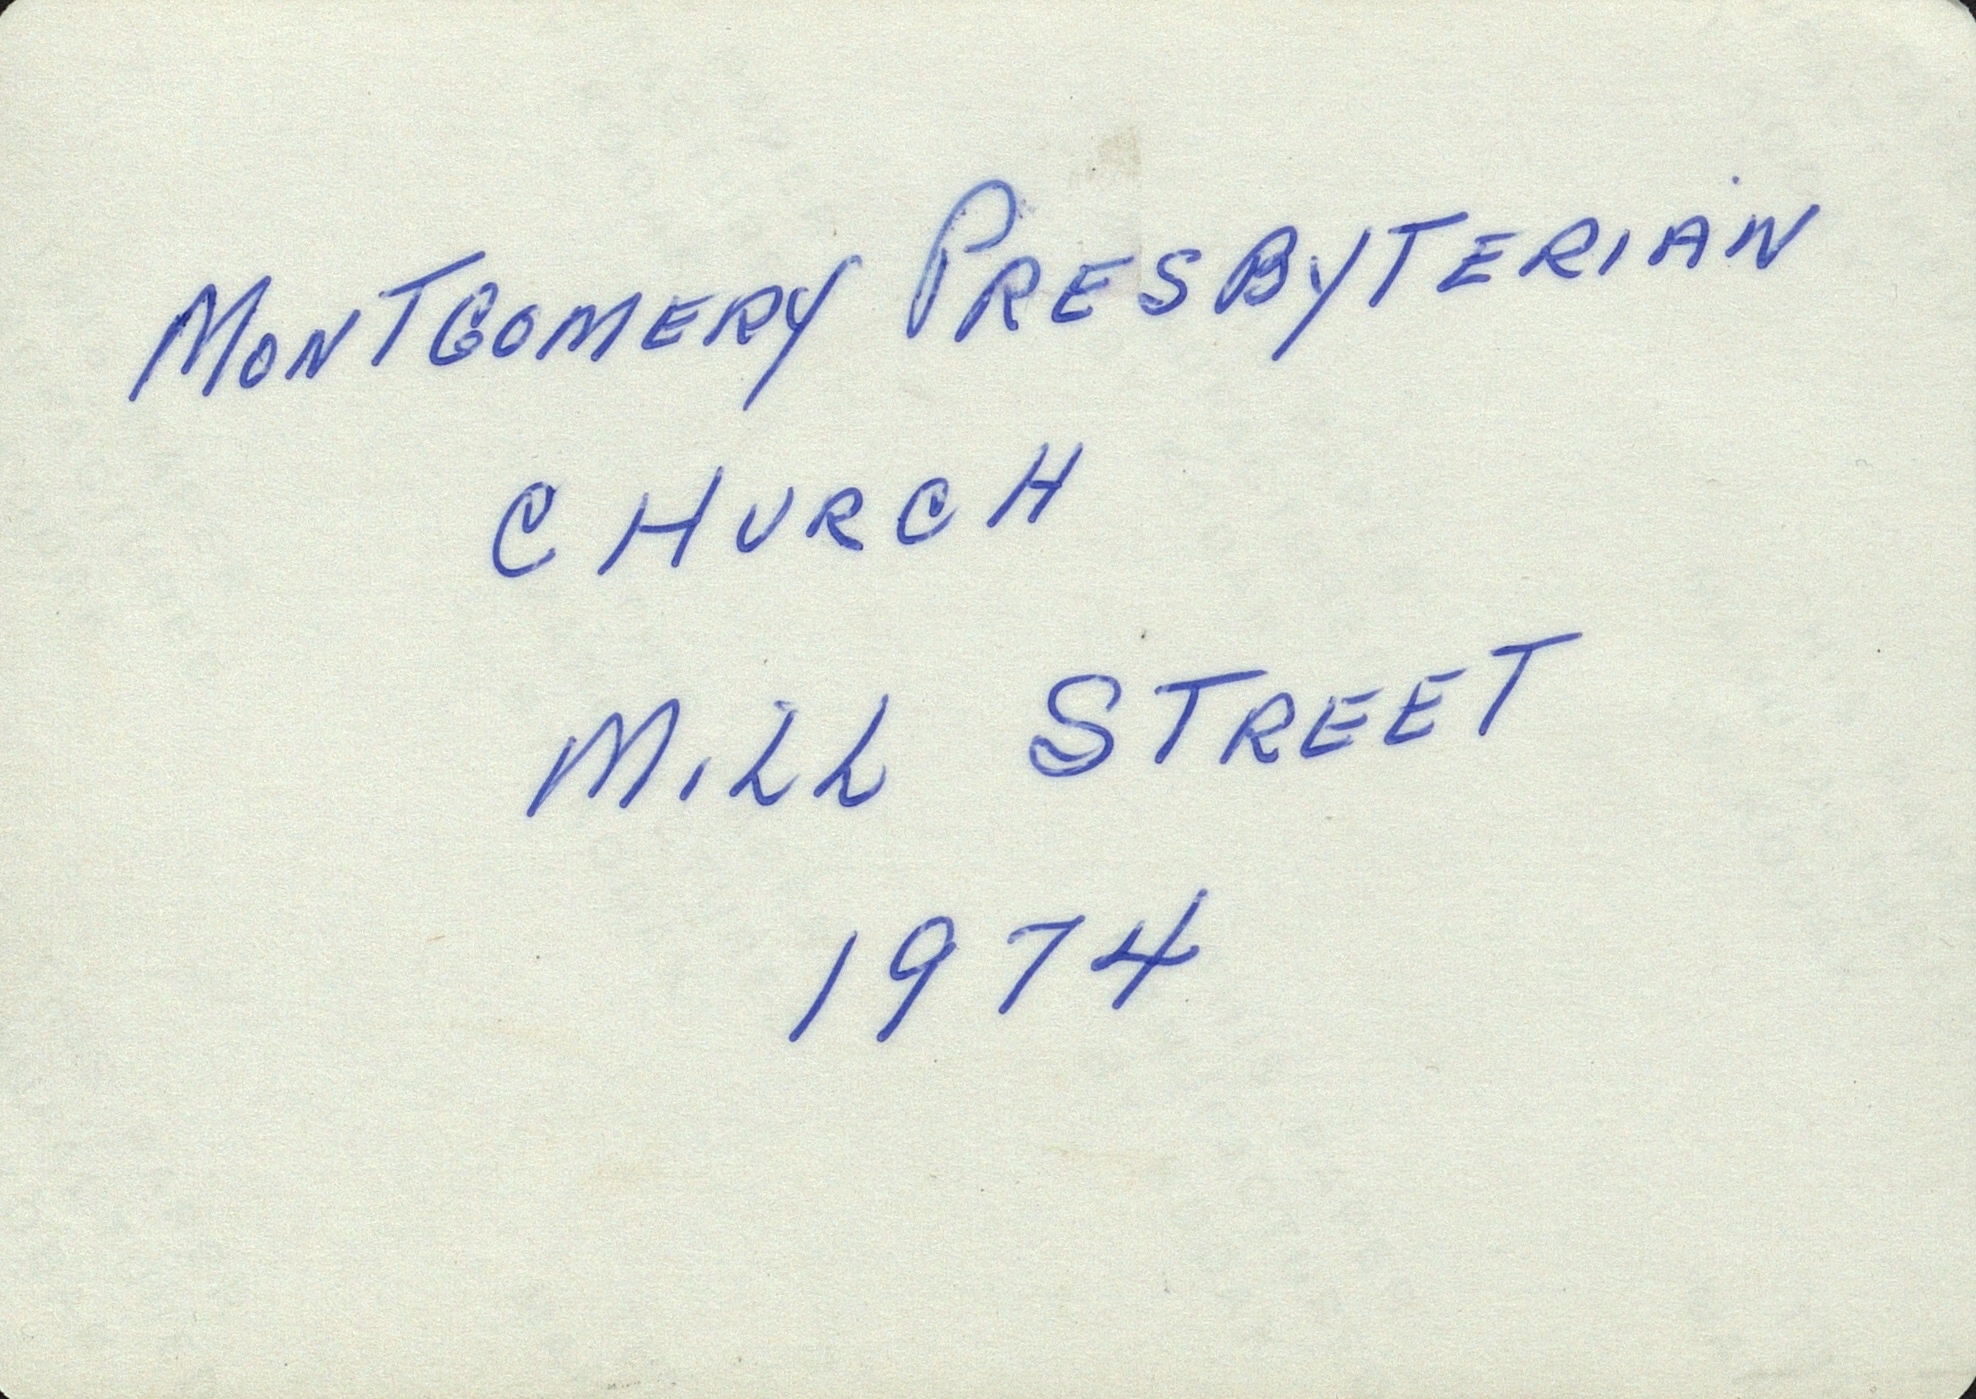 MONTGOMERY PRESBYTERIAN
CHURCH
MILL STREET
1974